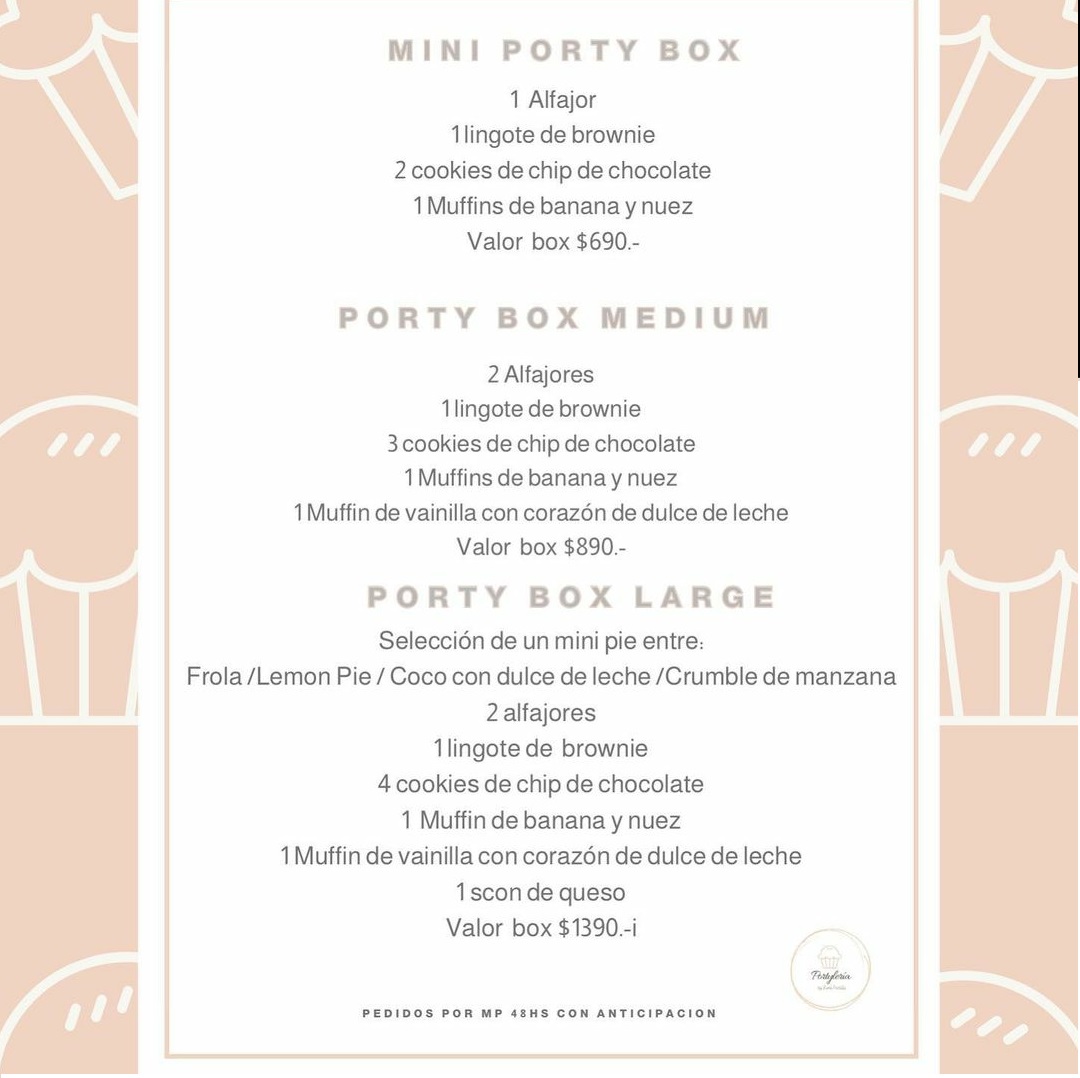 MINI PORTY BOX
1 Alfajor
1 lingote de brownie
2 cookies de chip de chocolate
1 Muffins de banana y nuez
Valor box $690.-
PORTY BOX MEDIUM
2 Alfajores
1 lingote de brownie
3 cookies de chip de chocolate
1 Muffins de banana y nuez
1 Muffin de vainilla con corazón de dulce de leche
Valor box $890.-
PORTY BOX LARGE
Selección de un mini pie entre:
Frola /Lemon Pie / Coco con dulce de leche /Crumble de manzana
2 alfajores
1 lingote de brownie
4 cookies de chip de chocolate
1 Muffin de banana y nuez
1 Muffin de vainilla con corazón de dulce de leche
1 scon de queso
Valor box $1390.-i
Portylería
PEDIDOS POR MP 48HS CON ANTICIPACION